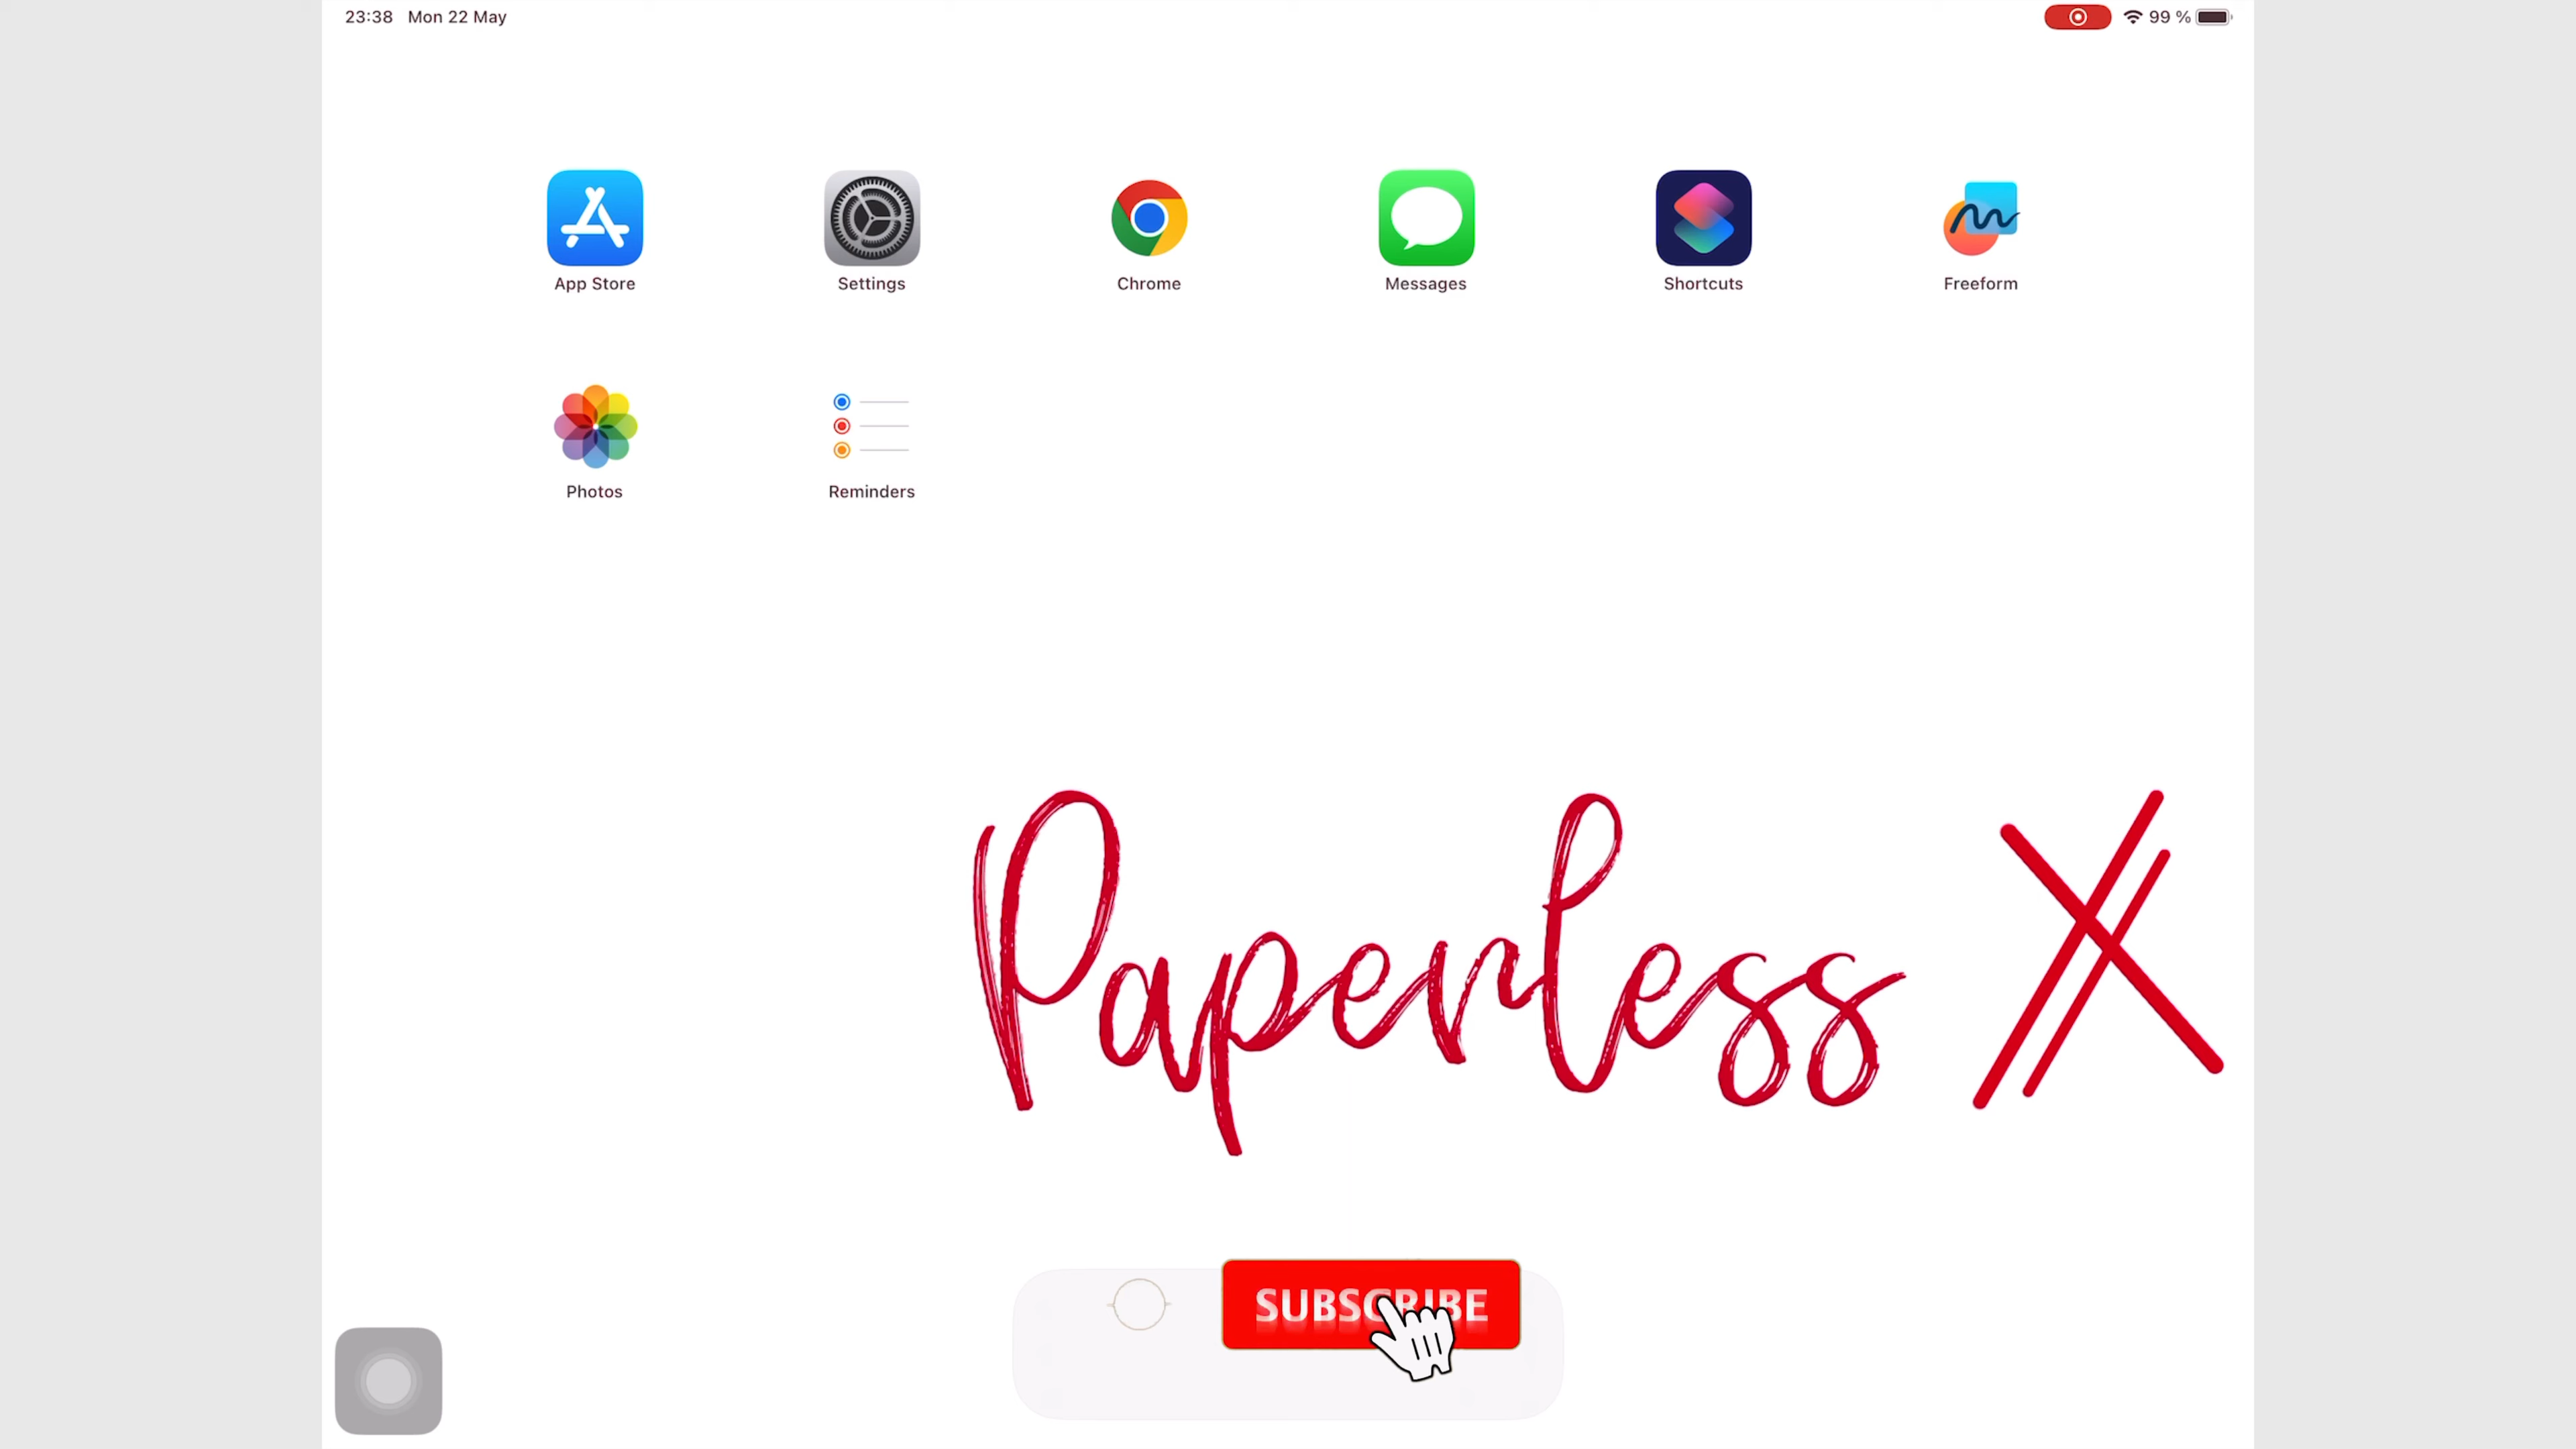 23:38 Mon 22 May 99 %
App Store Settings Chrome Messages Shortcuts Freeform
Photos Reminders
Paperless X
SUBSCRIBE